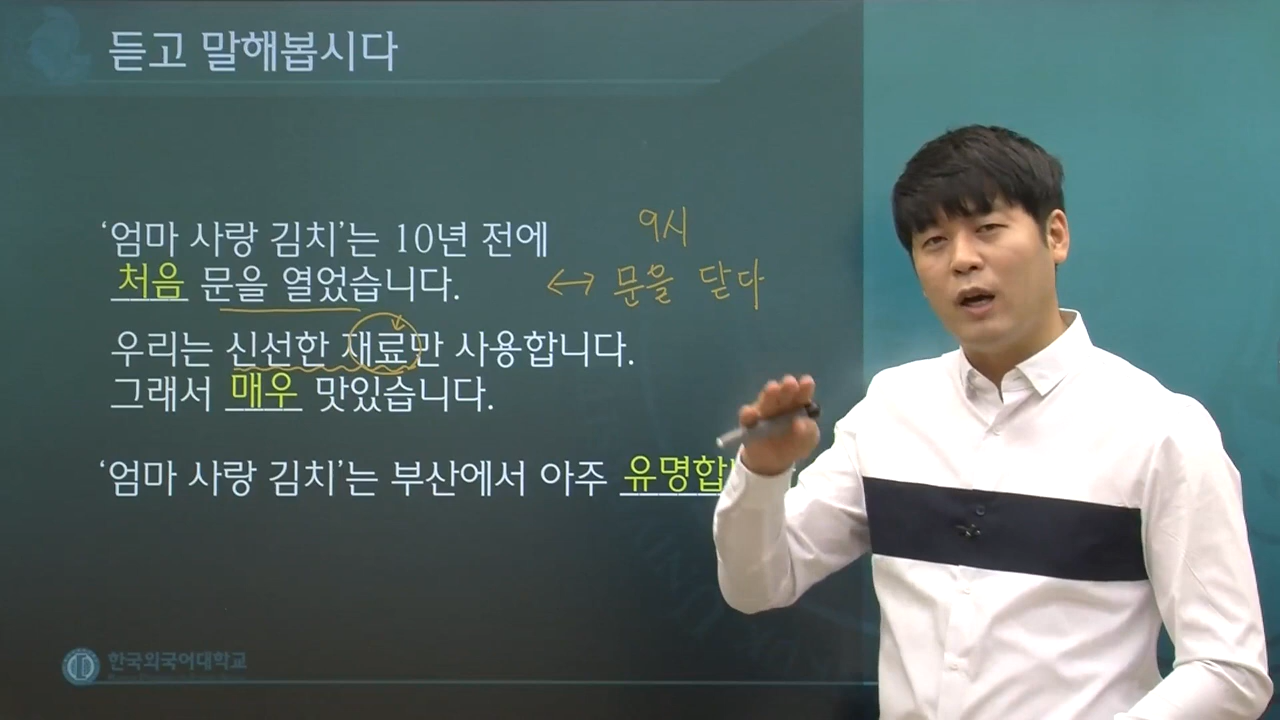 듣고 말해봅시다
‘엄마 사랑 김치’는 10년 전에
9시
처음 문을 열었습니다.
↔ 문을 닫다
우리는 신선한 재료만 사용합니다.
그래서 매우 맛있습니다.
‘엄마 사랑 김치’는 부산에서 아주 유명합
한국외국어대학교